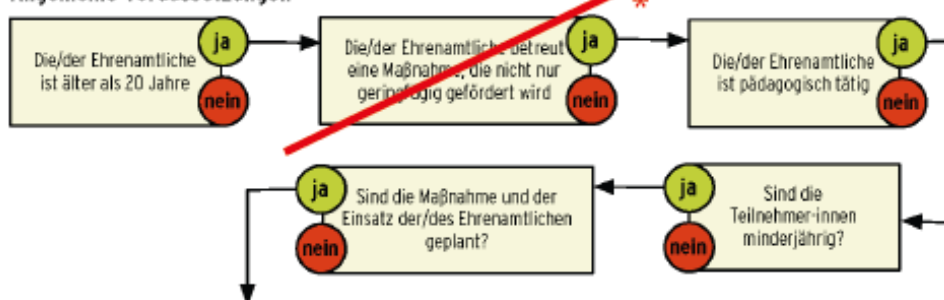 Die/der Ehrenamtliche
ist älter als 20 Jahre
ja
nein
Die/der Ehrenamtliche betreut
eine Maßnahme, die nicht nur
geringfügig gefördert wird
ja
nein
*
Die/der Ehrenamtliche
ist pädagogisch tätig
ja
nein
Sind die
Teilnehmer·innen
minderjährig?
ja
nein
Sind die Maßnahme und der
Einsatz der/des Ehrenamtlichen
geplant?
ja
nein